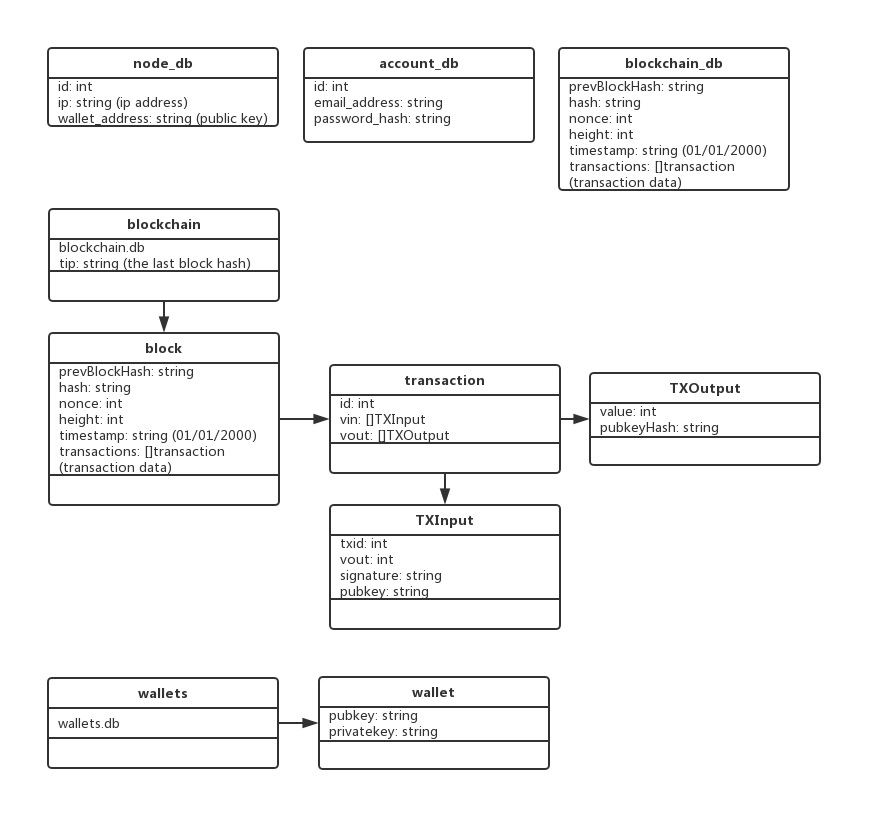 node_db
id: int
ip: string (ip address)
wallet_address: string (public key)
account_db
id: int
email_address: string
password_hash: string
blockchain_db
prevBlockHash: string
hash: string
nonce: int
height: int
timestamp: string (01/01/2000)
transactions: []transaction
(transaction data)
blockchain
blockchain.db
tip: string (the last block hash)
block
prevBlockHash: string
hash: string
nonce: int
height: int
timestamp: string (01/01/2000)
transactions: []transaction
(transaction data)
transaction
id: int
vin: []TXInput
vout: []TXOutput
TXOutput
value: int
pubkeyHash: string
TXInput
txid: int
vout: int
signature: string
pubkey: string
wallets
wallets.db
wallet
pubkey: string
privatekey: string